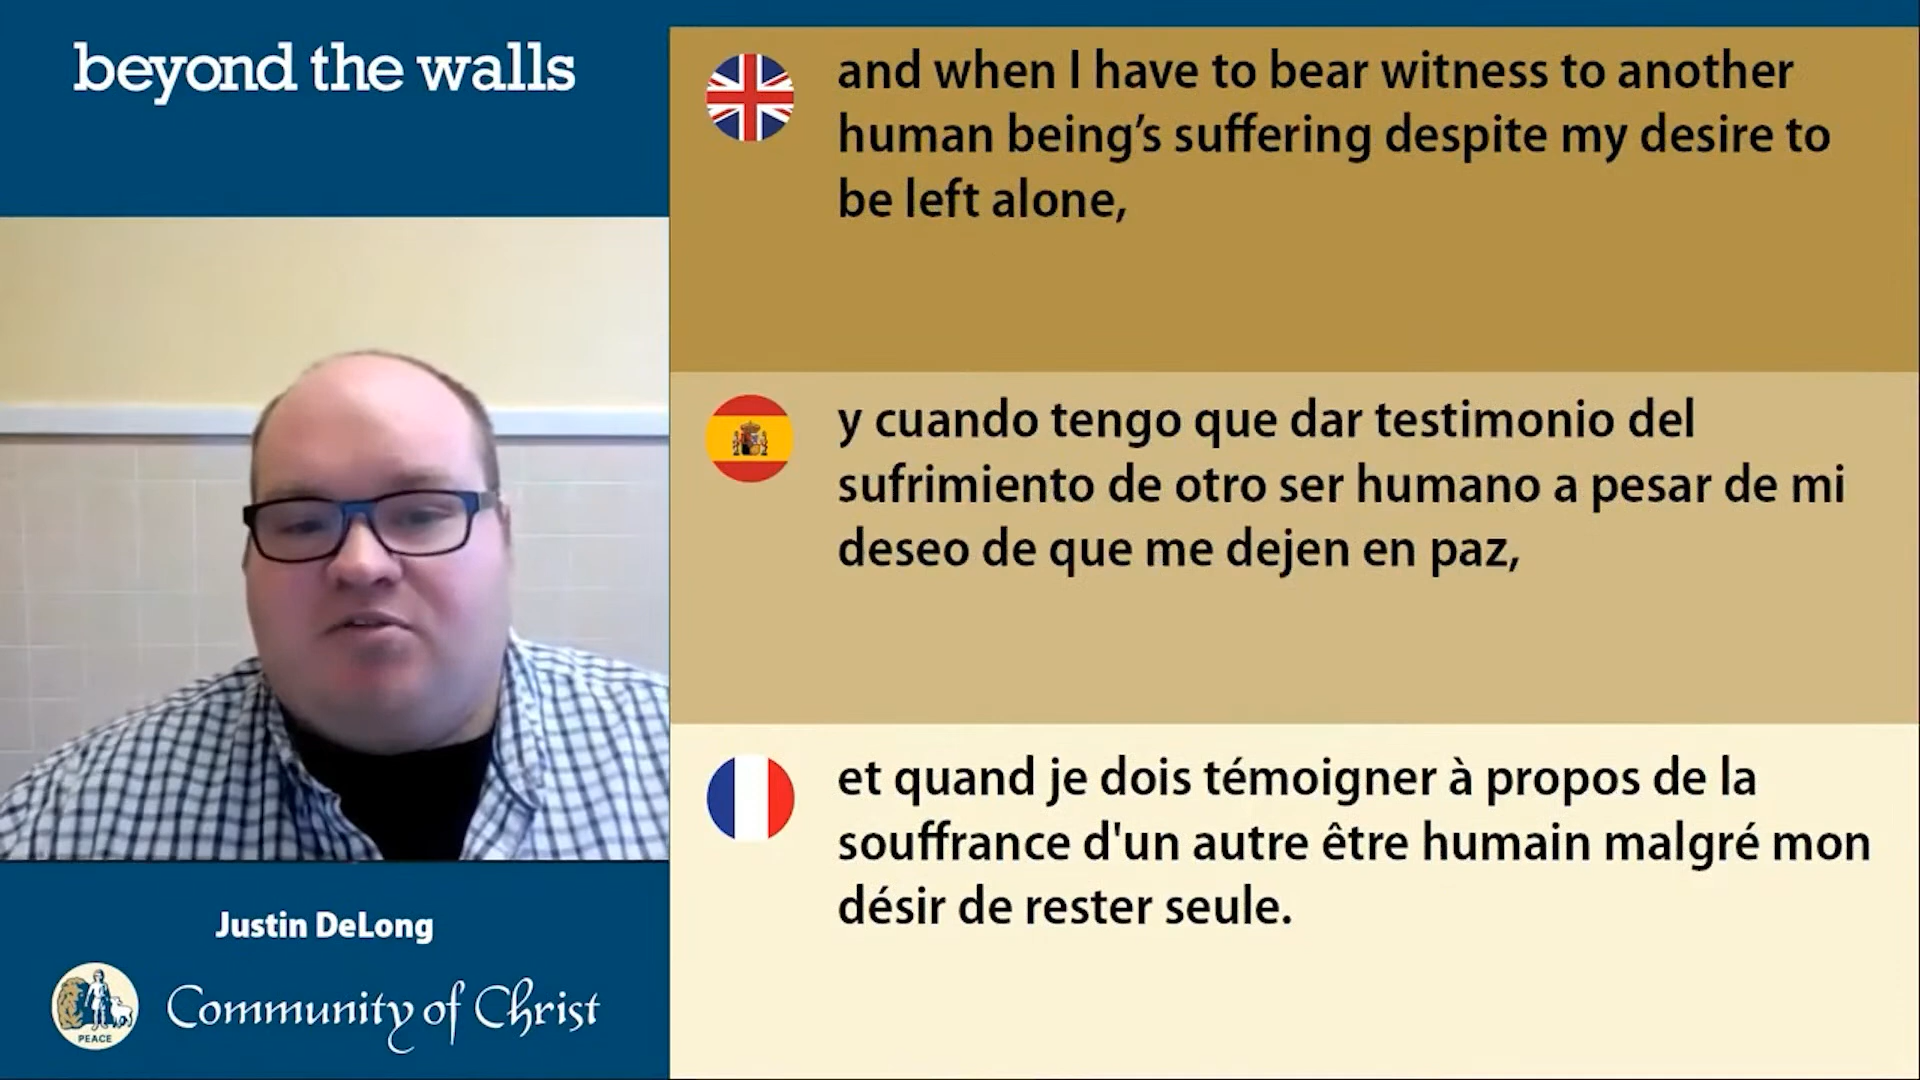 beyond the walls
and when I have to bear witness to another
human being’s suffering despite my desire to
be left alone,
y cuando tengo que dar testimonio del
sufrimiento de otro ser humano a pesar de mi
deseo de que me dejen en paz,
et quand je dois témoigner à propos de la
souffrance d'un autre être humain malgré mon
désir de rester seule.
Justin DeLong
PEACE
Community of Christ